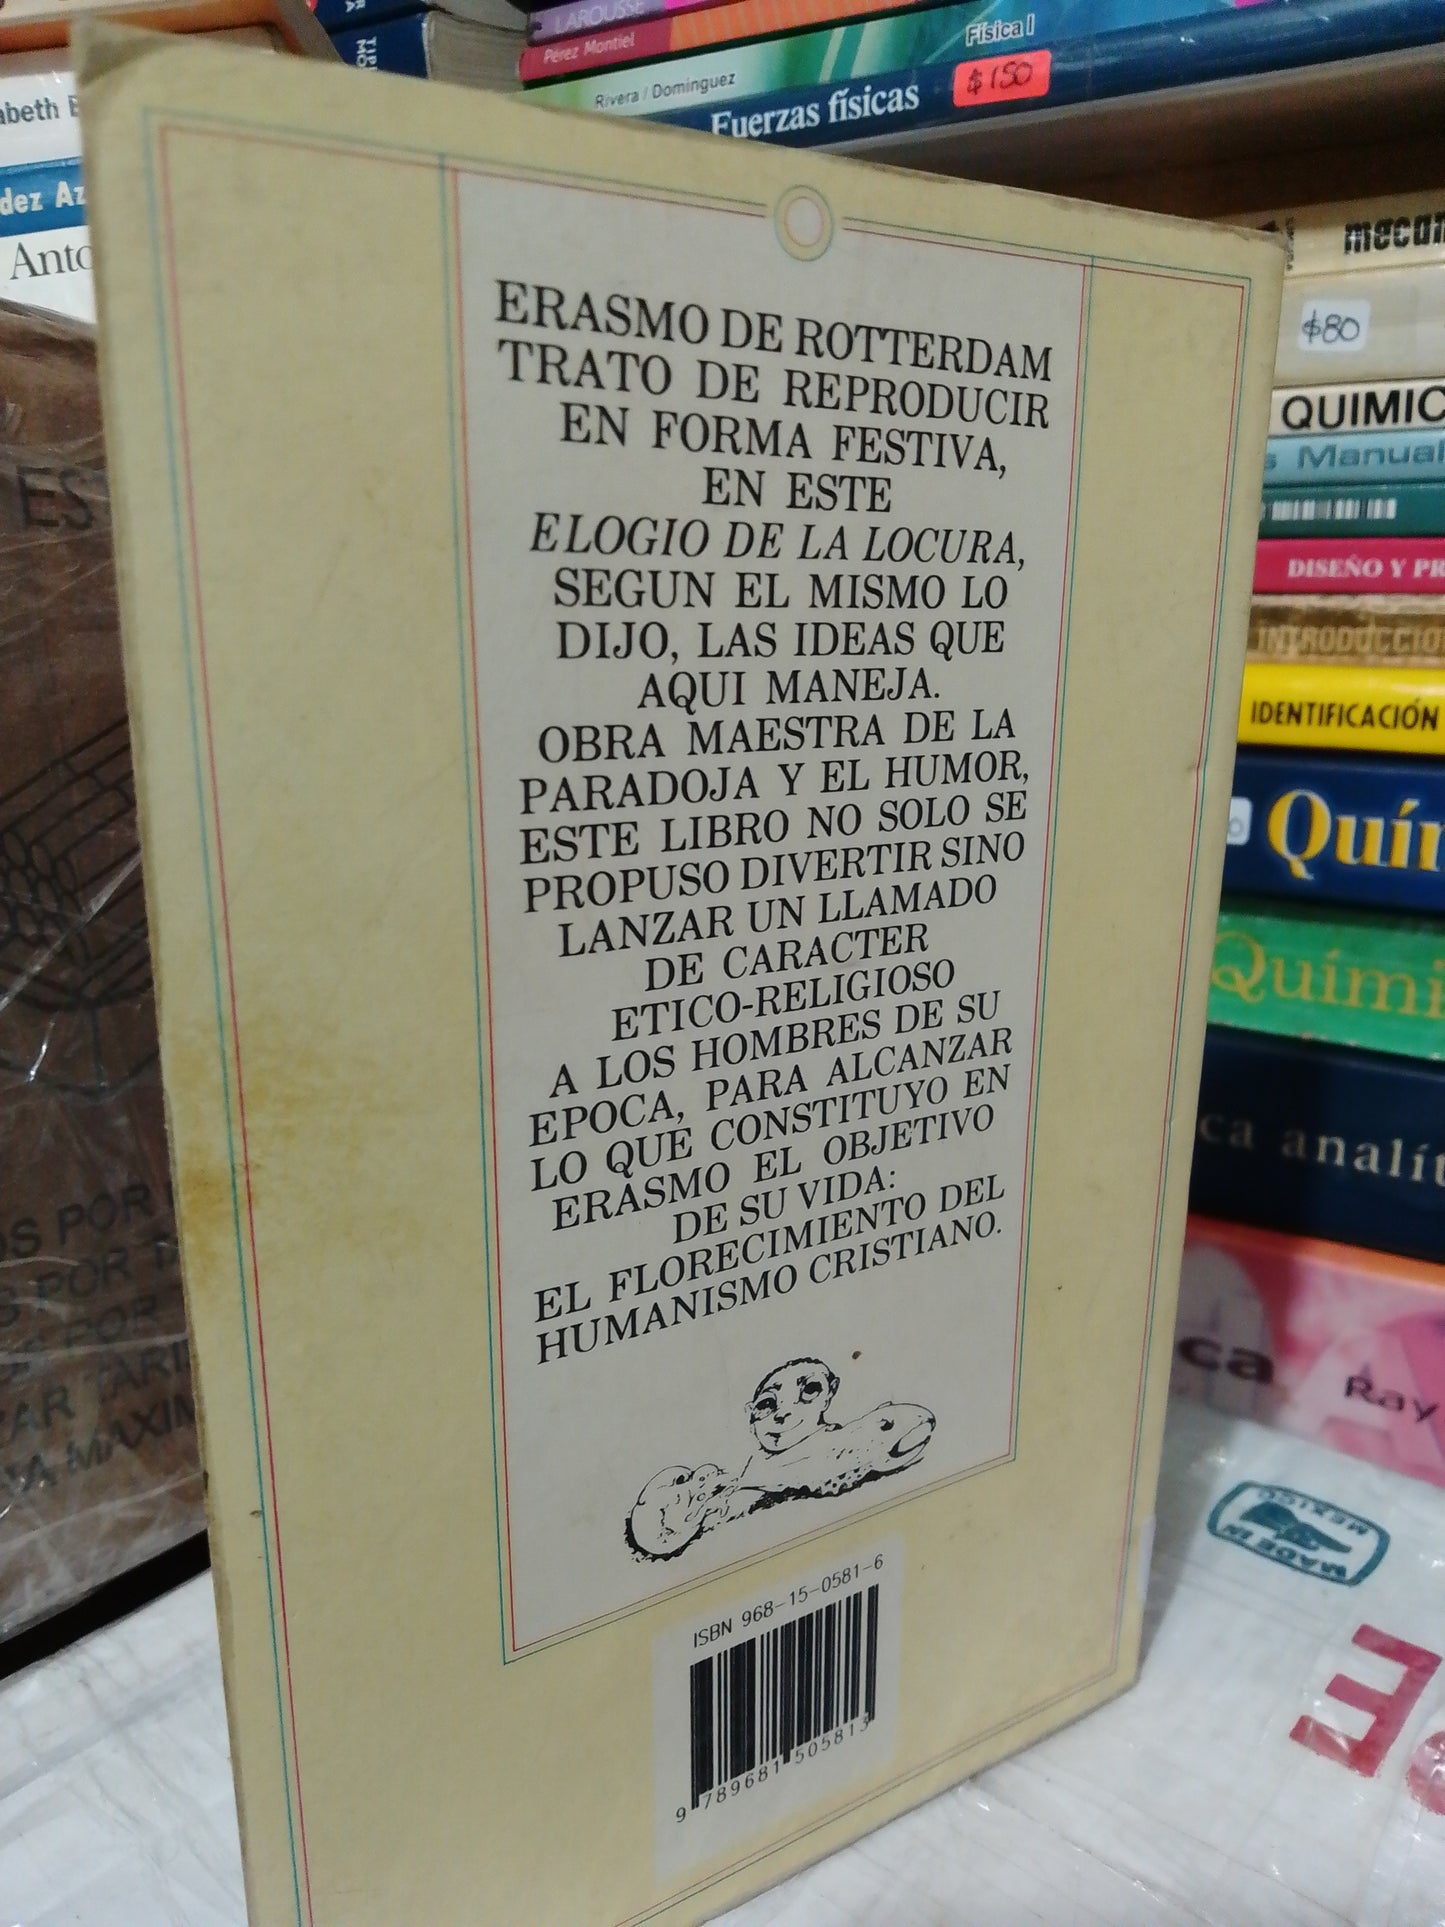 LAROUSSE
Pérez Montiel
Física I
Rivera / Domínguez
Fuerzas físicas
$150
dez Az
ERASMO DE ROTTERDAM
TRATO DE REPRODUCIR
EN FORMA FESTIVA,
EN ESTE
ELOGIO DE LA LOCURA,
SEGUN EL MISMO LO
DIJO, LAS IDEAS QUE
AQUI MANEJA.
OBRA MAESTRA DE LA
PARADOJA Y EL HUMOR,
ESTE LIBRO NO SOLO SE
PROPUSO DIVERTIR SINO
LANZAR UN LLAMADO
DE CARACTER
ETICO-RELIGIOSO
A LOS HOMBRES DE SU
EPOCA, PARA ALCANZAR
LO QUE CONSTITUYO EN
ERASMO EL OBJETIVO
DE SU VIDA:
EL FLORECIMIENTO DEL
HUMANISMO CRISTIANO.
ISBN 968-15-0581-6
9 789681 505813
$80
QUIMIC
Manual
DISEÑO Y PR
INTRODUCCIO
IDENTIFICACIÓN
Quím
Quími
ca analít
ca
Ray
MADE IN
MEXICO